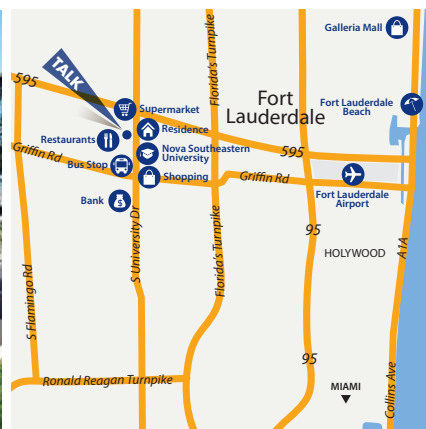 Galleria Mall
595
TALK
Florida's Turnpike
Supermarket
Fort
Lauderdale
Fort Lauderdale
Beach
Restaurants
Residence
Griffin Rd
Nova Southeastern
University
595
Bus Stop
Shopping
Griffin Rd
Fort Lauderdale
Airport
Bank
$
S University Dr
Florida's Turnpike
95
HOLYWOOD
A1A
S Flamingo Rd
95
Ronald Reagan Turnpike
MIAMI
Collins Ave